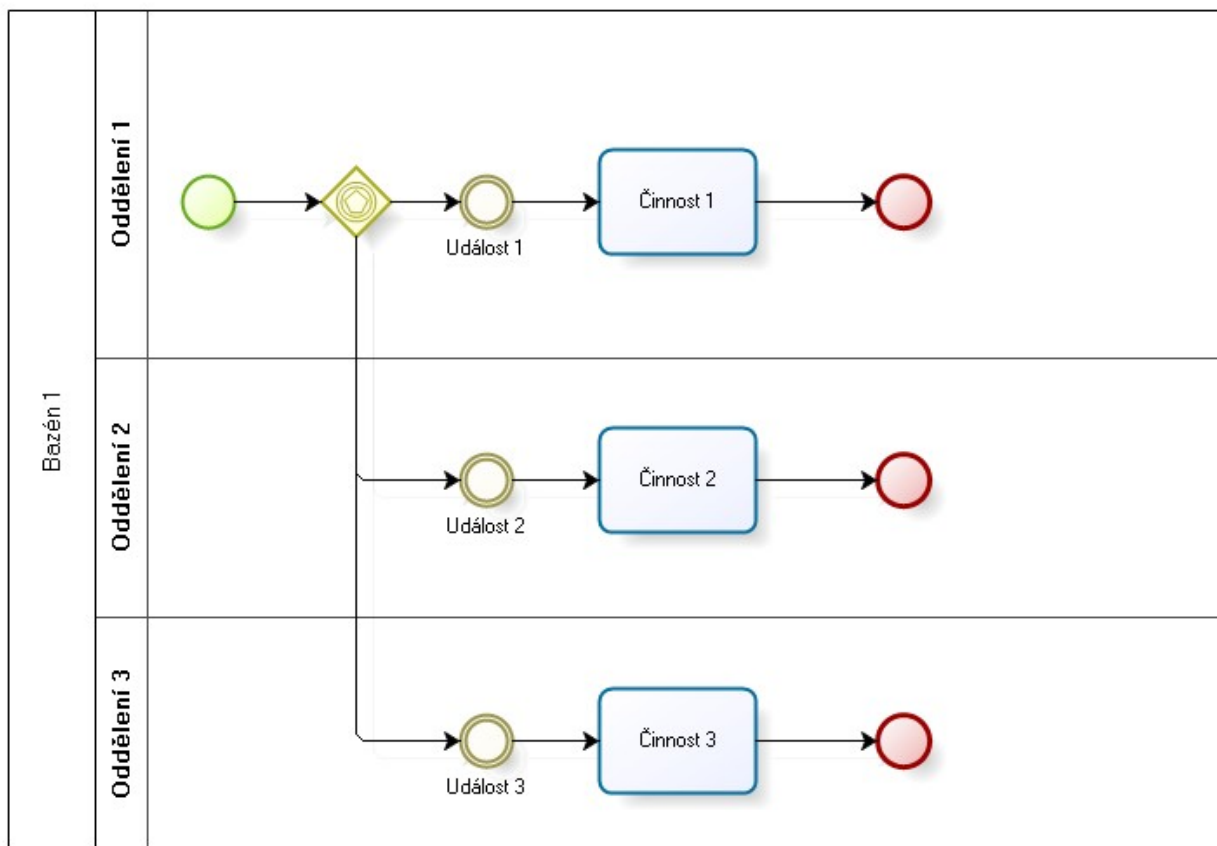 Bazén 1
Oddělení 1
Činnost 1
Událost 1
Oddělení 2
Činnost 2
Událost 2
Oddělení 3
Činnost 3
Událost 3